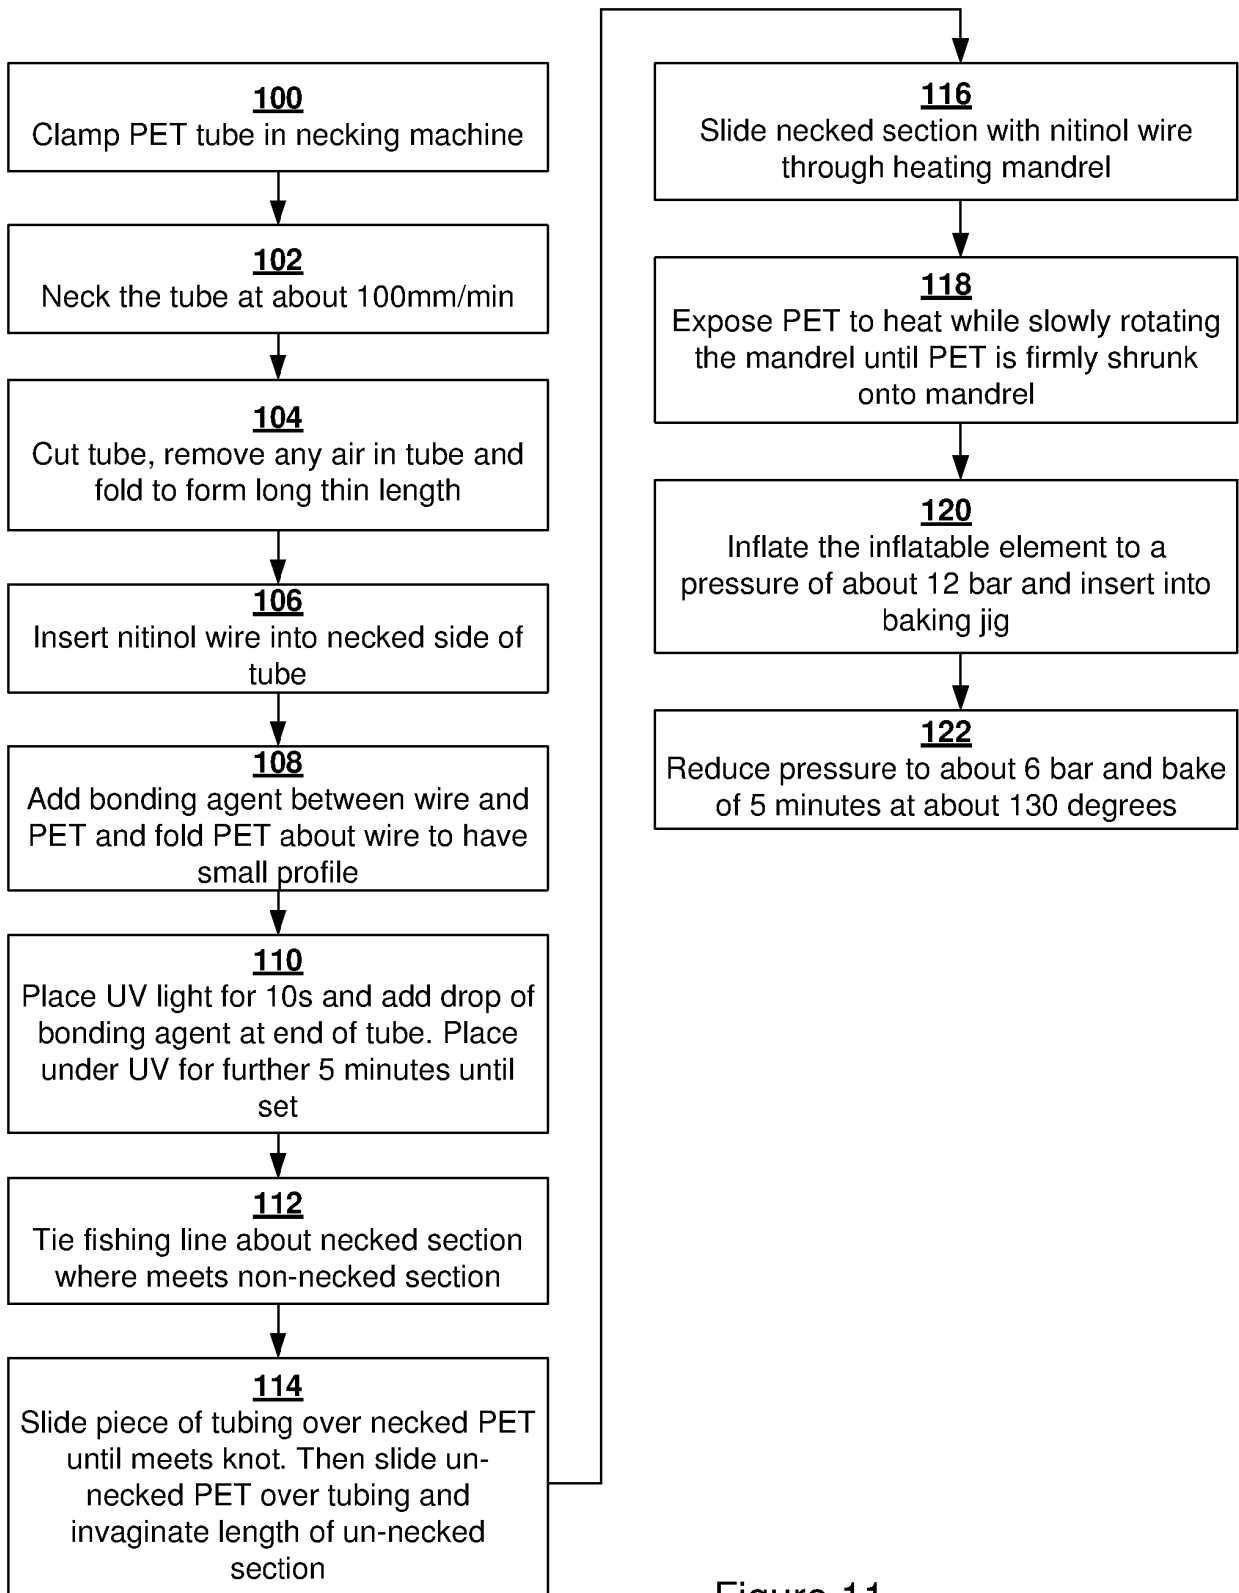 100
Clamp PET tube in necking machine
102
Neck the tube at about 100mm/min
104
Cut tube, remove any air in tube and
fold to form long thin length
106
Insert nitinol wire into necked side of
tube
108
Add bonding agent between wire and
PET and fold PET about wire to have
small profile
110
Place UV light for 10s and add drop of
bonding agent at end of tube. Place
under UV for further 5 minutes until
set
112
Tie fishing line about necked section
where meets non-necked section
114
Slide piece of tubing over necked PET
until meets knot. Then slide un-
necked PET over tubing and
invaginate length of un-necked
section
116
Slide necked section with nitinol wire
through heating mandrel
118
Expose PET to heat while slowly rotating
the mandrel until PET is firmly shrunk
onto mandrel
120
Inflate the inflatable element to a
pressure of about 12 bar and insert into
baking jig
122
Reduce pressure to about 6 bar and bake
of 5 minutes at about 130 degrees
Figure 11